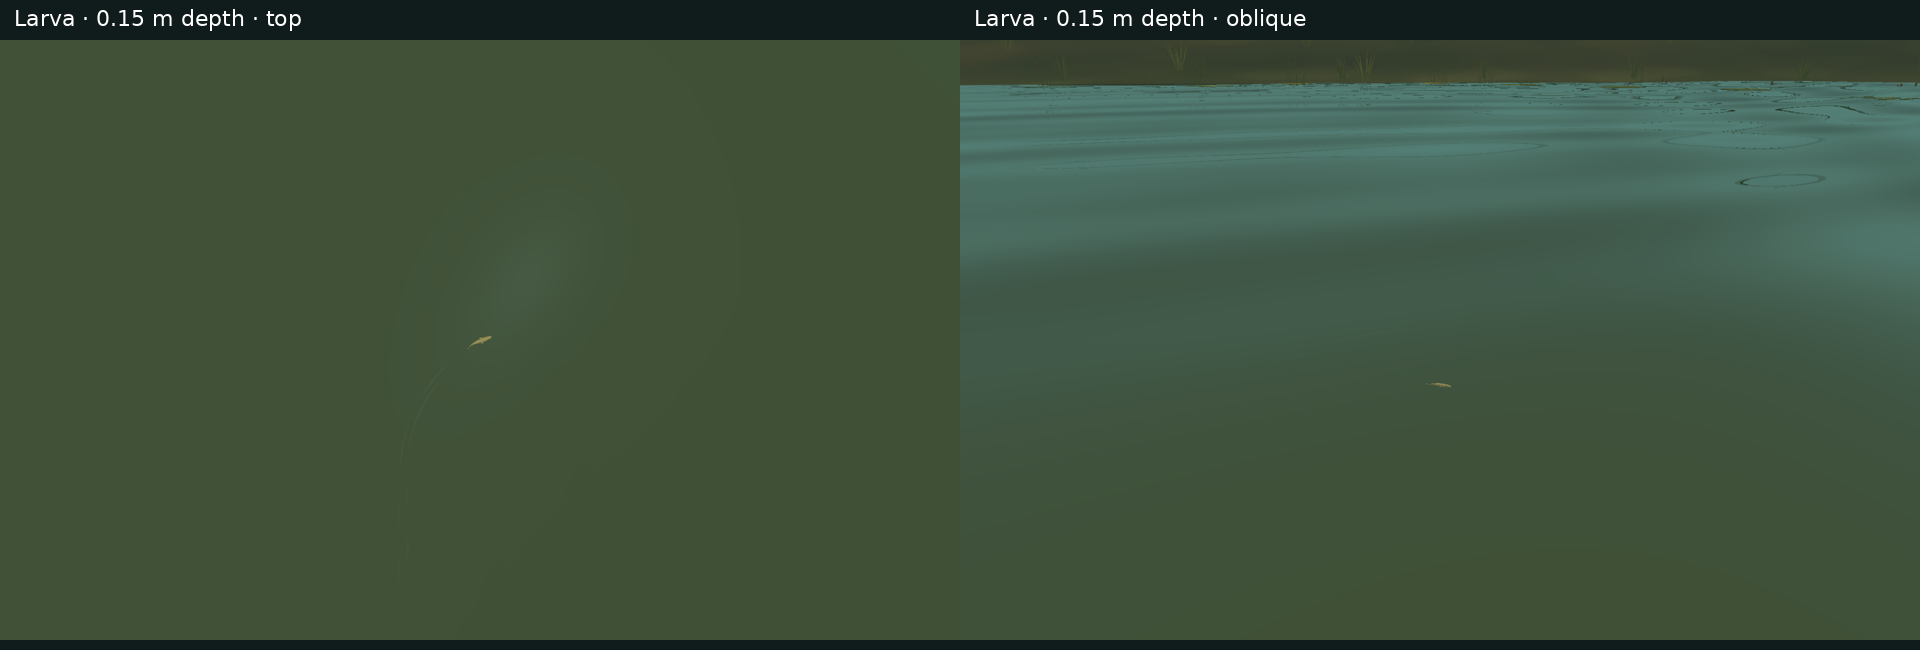 Larva · 0.15 m depth · top
Larva · 0.15 m depth · oblique